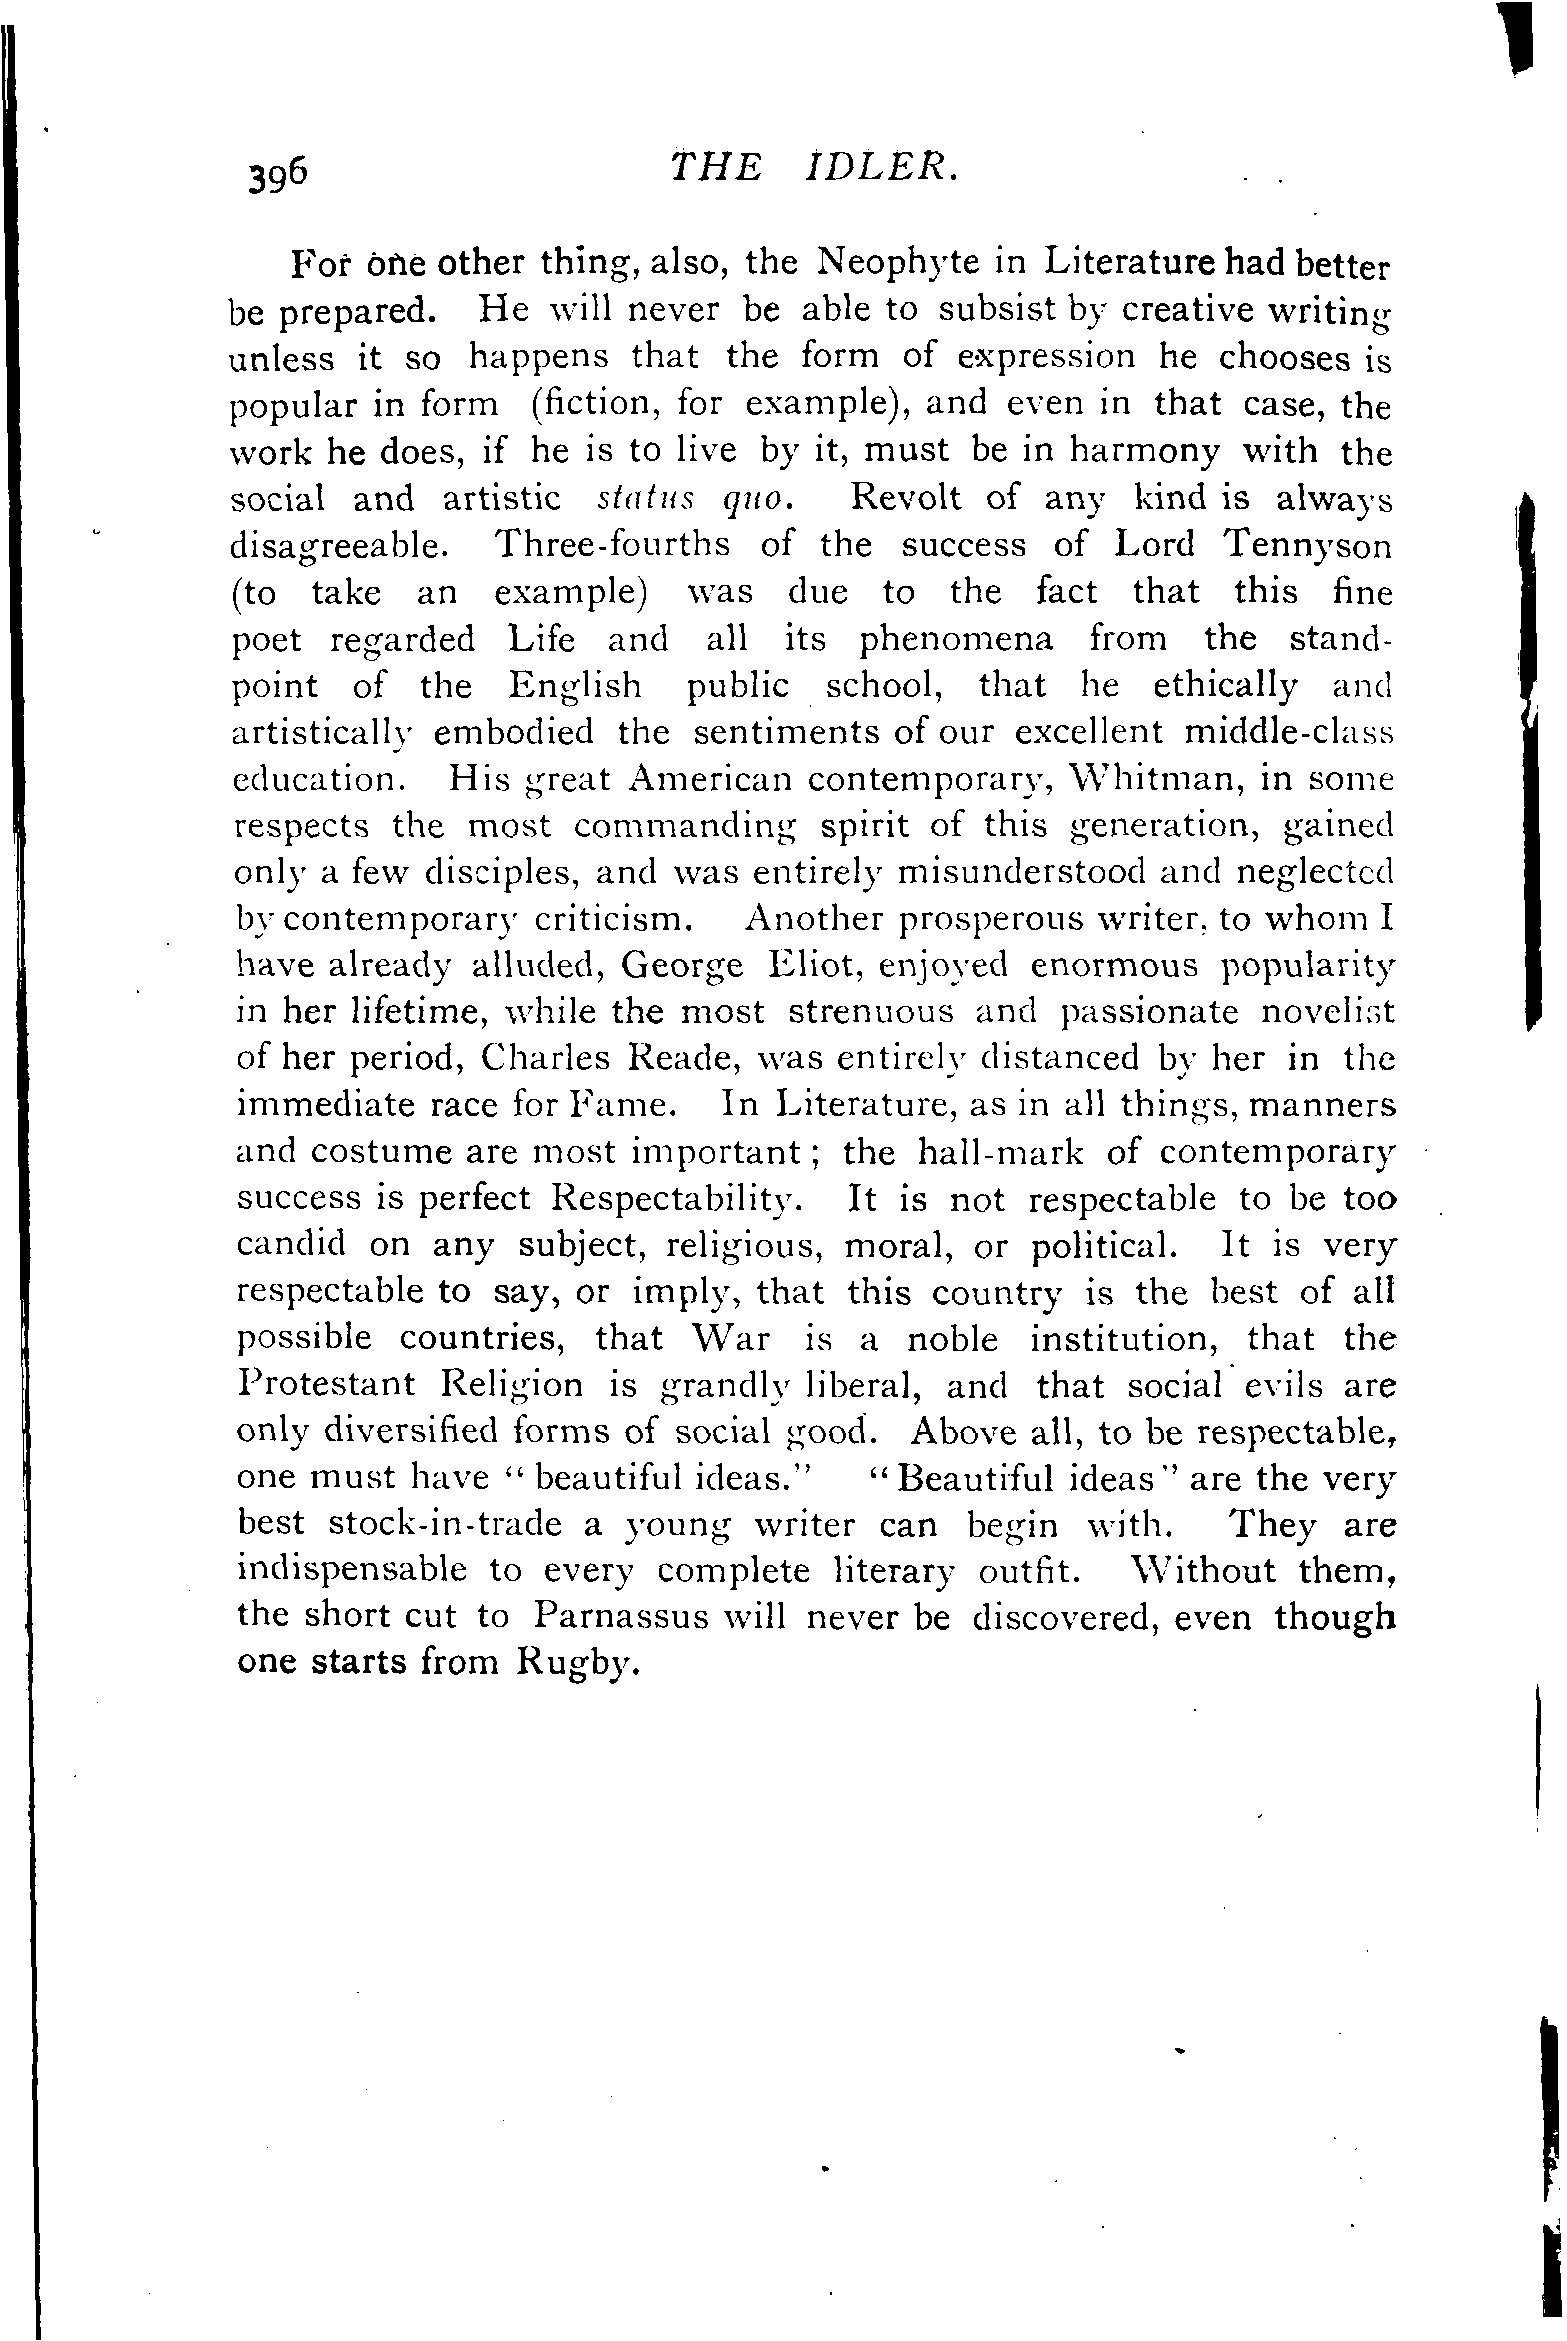 396 THE IDLER.
For one other thing, also, the Neophyte in Literature had better
be prepared. He will never be able to subsist by creative writing
unless it so happens that the form of expression he chooses is
popular in form (fiction, for example), and even in that case, the
work he does, if he is to live by it, must be in harmony with the
social and artistic status quo. Revolt of any kind is always
disagreeable. Three-fourths of the success of Lord Tennyson
(to take an example) was due to the fact that this fine
poet regarded Life and all its phenomena from the stand-
point of the English public school, that he ethically and
artistically embodied the sentiments of our excellent middle-class
education. His great American contemporary, Whitman, in some
respects the most commanding spirit of this generation, gained
only a few disciples, and was entirely misunderstood and neglected
by contemporary criticism. Another prosperous writer, to whom I
have already alluded, George Eliot, enjoyed enormous popularity
in her lifetime, while the most strenuous and passionate novelist
of her period, Charles Reade, was entirely distanced by her in the
immediate race for Fame. In Literature, as in all things, manners
and costume are most important; the hall-mark of contemporary
success is perfect Respectability. It is not respectable to be too
candid on any subject, religious, moral, or political. It is very
respectable to say, or imply, that this country is the best of all
possible countries, that War is a noble institution, that the
Protestant Religion is grandly liberal, and that social evils are
only diversified forms of social good. Above all, to be respectable,
one must have "beautiful ideas." "Beautiful ideas" are the very
best stock-in-trade a young writer can begin with. They are
indispensable to every complete literary outfit. Without them,
the short cut to Parnassus will never be discovered, even though
one starts from Rugby.